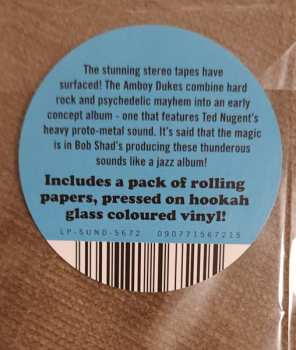 The stunning stereo tapes have
surfaced! The Amboy Dukes combine hard
rock and psychedelic mayhem into an early
concept album - one that features Ted Nugent's
heavy proto-metal sound. It's said that the magic
is in Bob Shad's producing these thunderous
sounds like a jazz album!
Includes a pack of rolling
papers, pressed on hookah
glass coloured vinyl!
LP-SUND-5672 090771567215